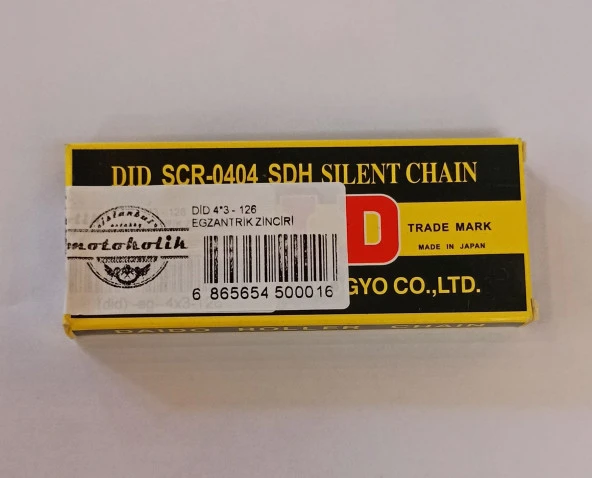 DID SCR-0404 SDH SILENT CHAIN
DİD 4*3 - 126
EGZANTRİK ZİNCİRİ
istanbul
motoholik
D
TRADE MARK
MADE IN JAPAN
6 865654 500016
GYO CO.,LTD.
DAIDO ROLLER CHAIN